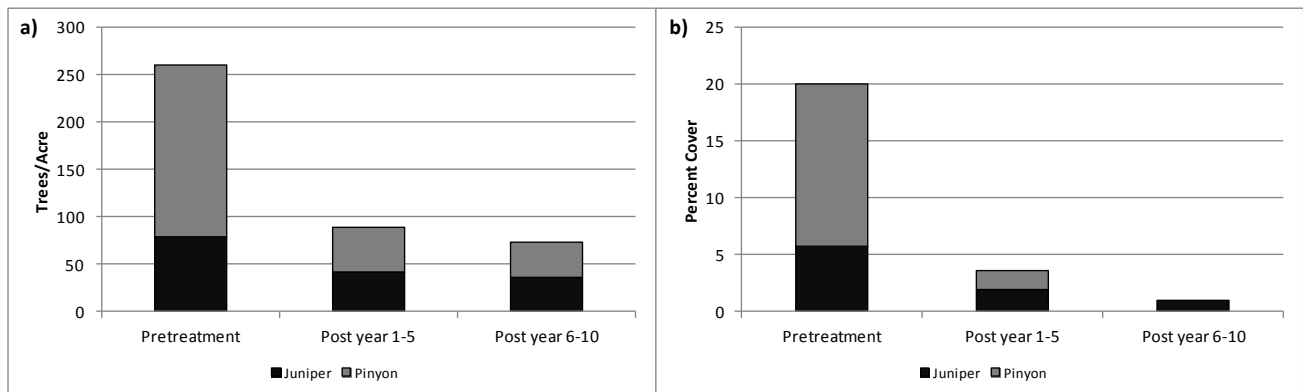 a)
300
250
200
150
100
50
0
Trees/Acre
Pretreatment
Post year 1-5
Post year 6-10
Juniper
Pinyon
b)
25
20
15
10
5
0
Percent Cover
Pretreatment
Post year 1-5
Post year 6-10
Juniper
Pinyon